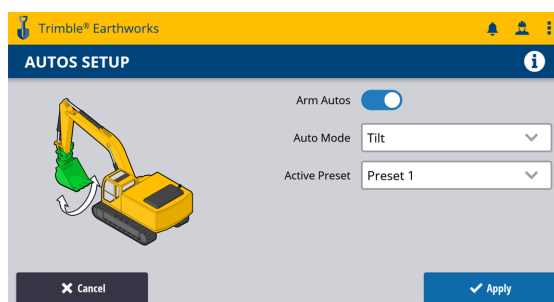 Trimble® Earthworks
AUTOS SETUP
Arm Autos
Auto Mode Tilt
Active Preset Preset 1
Cancel Apply